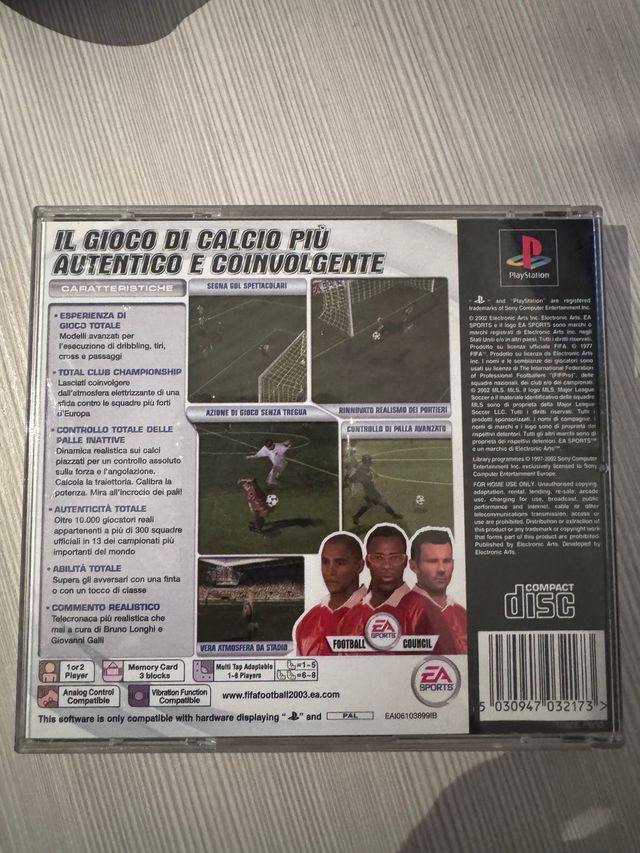 IL GIOCO DI CALCIO PIÙ
AUTENTICO E COINVOLGENTE
CARATTERISTICHE
• ESPERIENZA DI
GIOCO TOTALE
Modelli avanzati per
l'esecuzione di dribbling, tiri,
cross e passaggi
• TOTAL CLUB CHAMPIONSHIP
Lasciati coinvolgere
dall'atmosfera elettrizzante di una
sfida contro le squadre più forti
d'Europa
• CONTROLLO TOTALE DELLE
PALLE INATTIVE
Dinamica realistica sui calci
piazzati per un controllo assoluto
sulla forza e l'angolazione.
Calcola la traiettoria. Calibra la
potenza. Mira all'incrocio dei pali!
• AUTENTICITÀ TOTALE
Oltre 10.000 giocatori reali
appartenenti a più di 300 squadre
ufficiali in 13 dei campionati più
importanti del mondo
• ABILITÀ TOTALE
Supera gli avversari con una finta
o con un tocco di classe
• COMMENTO REALISTICO
Telecronaca più realistica che
mai a cura di Bruno Longhi e
Giovanni Galli
SEGNA GOL SPETTACOLARI
AZIONE DI GIOCO SENZA TREGUA
RINNOVATO REALISMO DEI PORTIERI
CONTROLLO DI PALLA AVANZATO
VERA ATMOSFERA DA STADIO
FOOTBALL EA SPORTS COUNCIL
1 or 2
Player
Memory Card
3 blocks
Multi Tap Adaptable
1-8 Players
=1-5
=6-8
Analog Control
Compatible
Vibration Function
Compatible
www.fifafootball2003.ea.com
EA
SPORTS
This software is only compatible with hardware displaying " " and PAL
EAI06103899IB
PlayStation
" " and "PlayStation" are registered
trademarks of Sony Computer Entertainment Inc.
© 2002 Electronic Arts Inc. Electronic Arts, EA
SPORTS e il logo EA SPORTS sono marchi o
marchi registrati di Electronic Arts Inc. negli
Stati Uniti e/o in altri paesi. Tutti i diritti riservati.
Prodotto su licenza ufficiale FIFA. © 1977
FIFA™. Prodotto su licenza de Electronic Arts
Inc. I nomi e le sembianze dei giocatori sono
usati su licenza di The International Federation
of Professional Footballers' (FIFPro),
squadre nazionali, dei club e/o dei campionati.
© 2002 MLS. MLS, il logo MLS, Major League
Soccer e il materiale identificativo delle squadre
MLS sono di proprietà della Major League
Soccer LLC. Tutti i diritti riservati. Tutti i
prodotti sponsorizzati, i nomi di compagnie, i
nomi di marchi e i logo sono di proprietà dei
rispettivi detentori. Tutti gli altri marchi sono di
proprietà dei rispettivi detentori. EA SPORTS™ è
un marchio di Electronic Arts™.
Library programmes © 1997-2002 Sony Computer
Entertainment Inc. exclusively licensed to Sony
Computer Entertainment Europe.
FOR HOME USE ONLY. Unauthorised copying,
adaptation, rental, lending, re-sale, arcade
use, charging for use, broadcast, public
performance and internet, cable or other
telecommunications transmission, access or
use are prohibited. Distribution or extraction of
this product or any trademark or copyright work
that forms part of this product are prohibited.
Published by Electronic Arts. Developed by
Electronic Arts.
COMPACT
disc
5 030947 032173 >